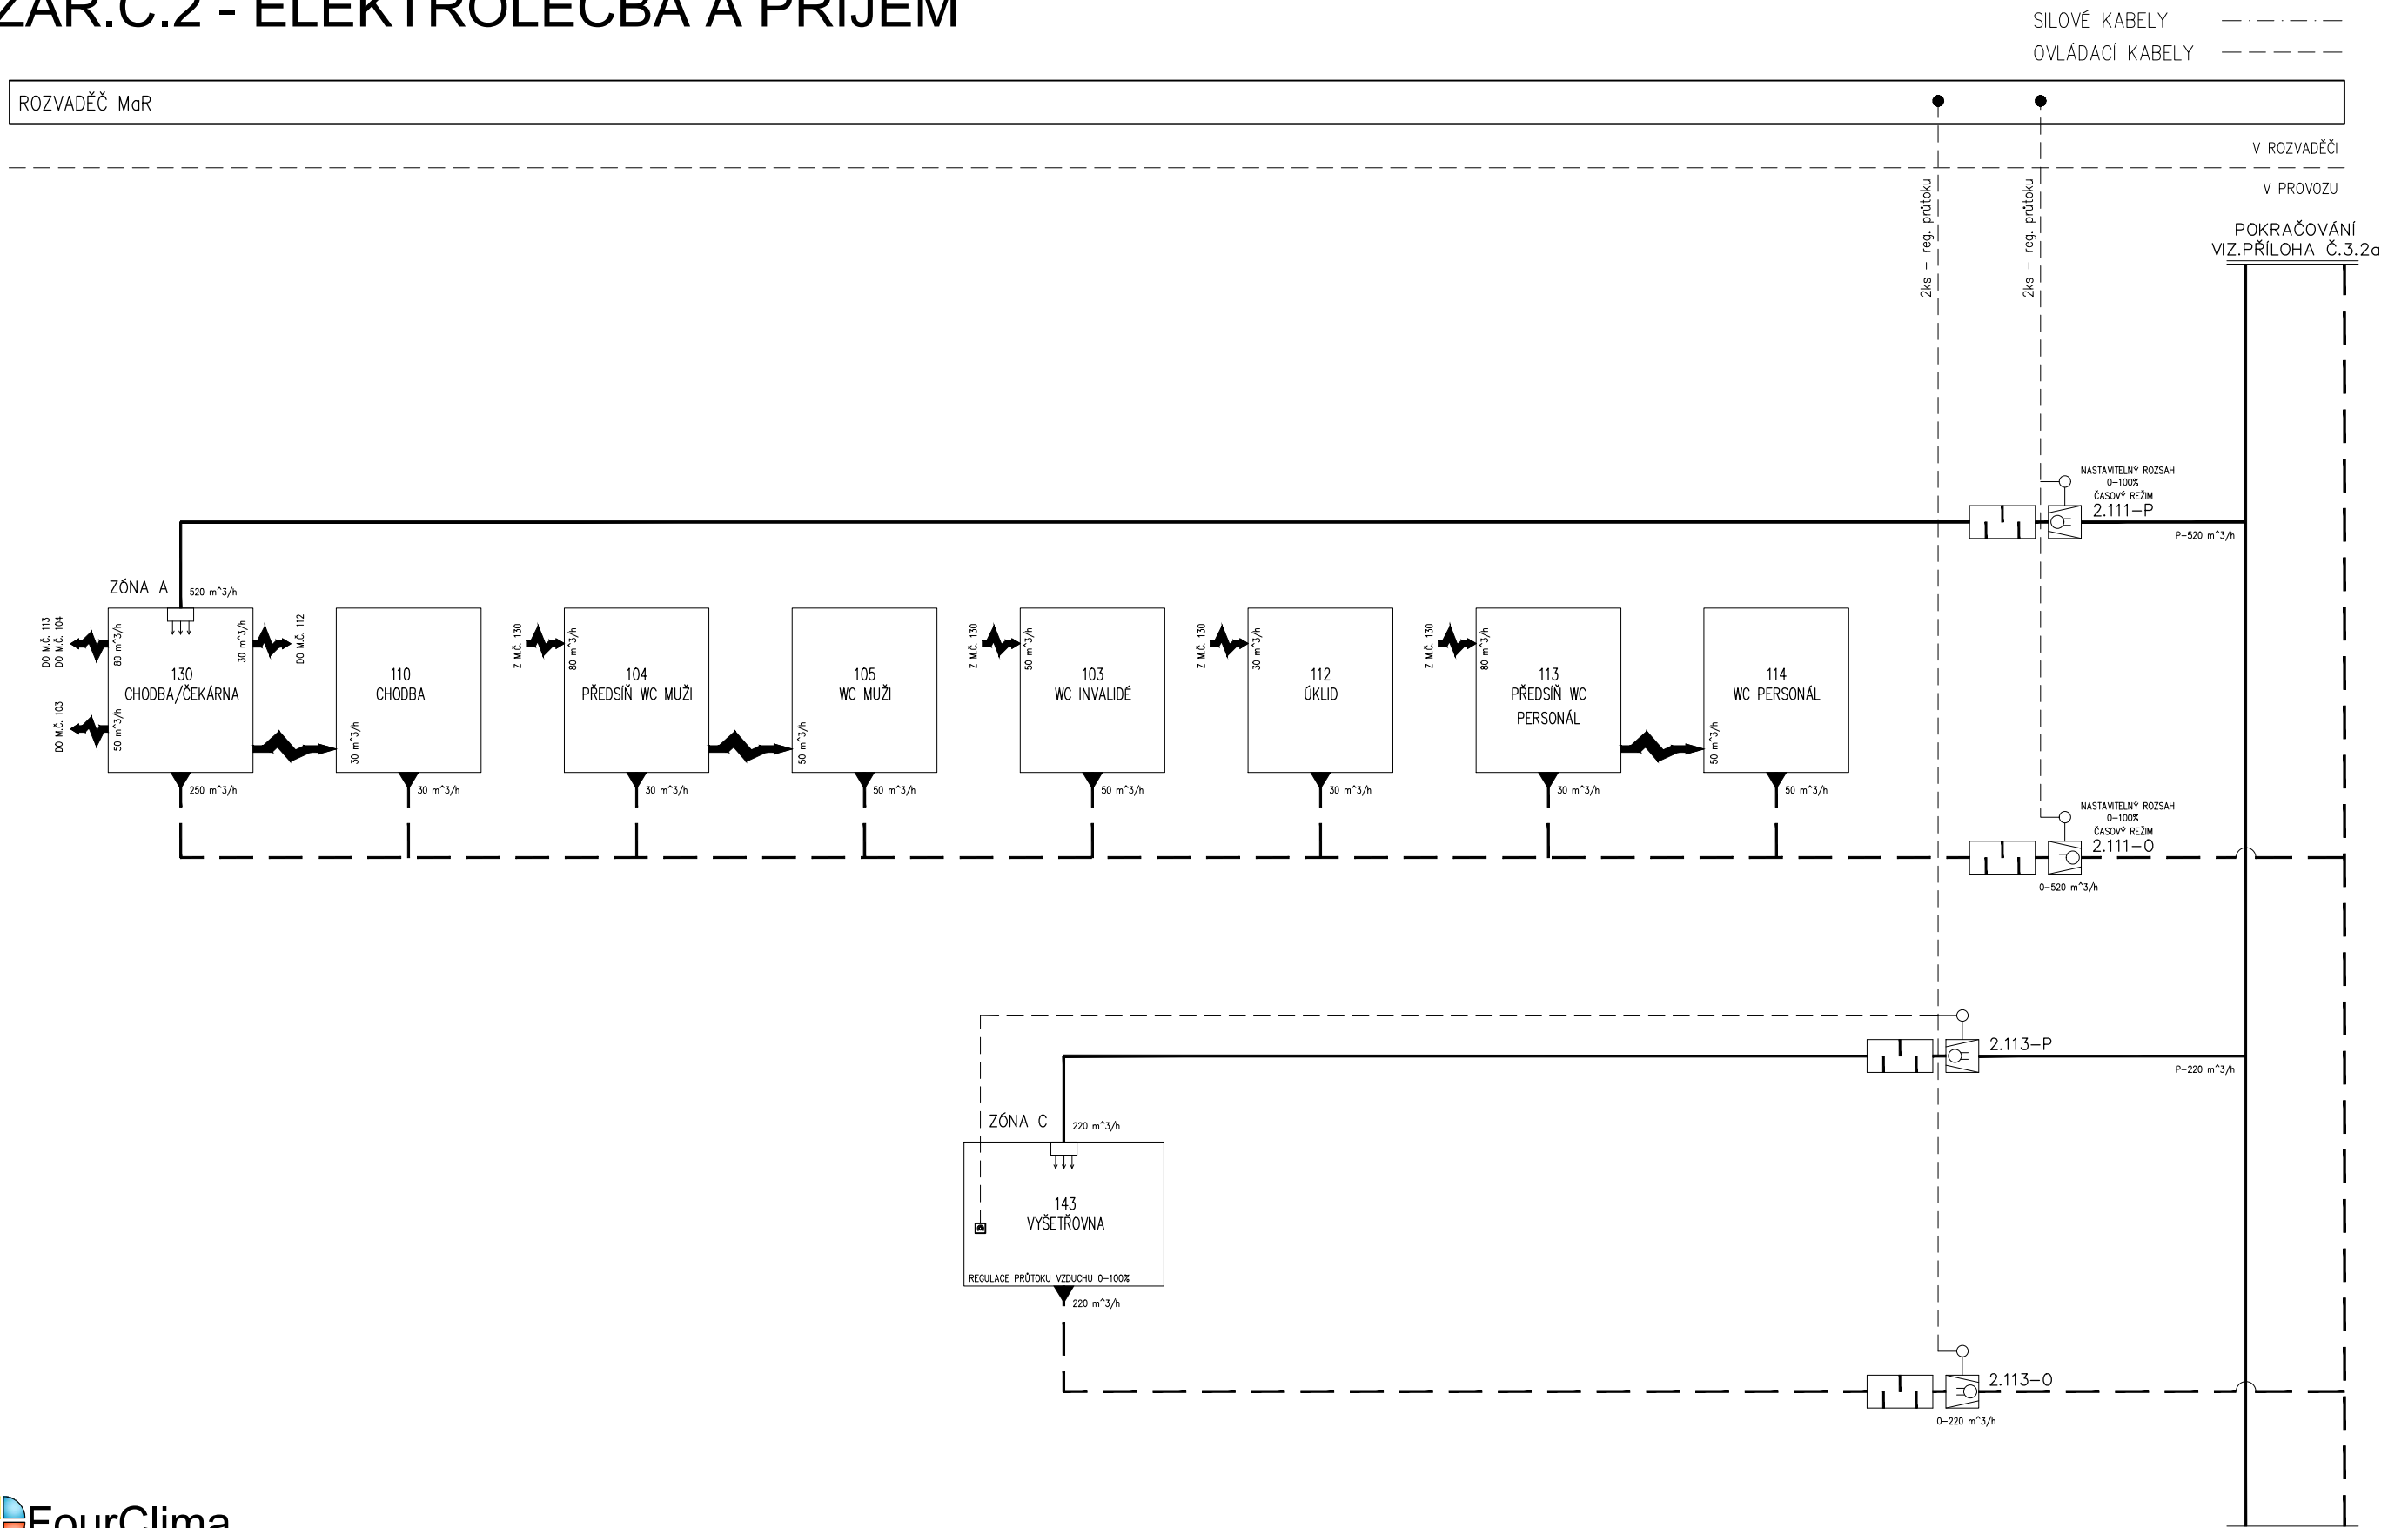 ZAŘ.Č.2 - ELEKTROLÉČBA A PŘÍJEM
SILOVÉ KABELY
OVLÁDACÍ KABELY
ROZVADĚČ MaR
V ROZVADĚČI
V PROVOZU
2ks - reg. průtoku
2ks - reg. průtoku
POKRAČOVÁNÍ
VIZ.PŘÍLOHA Č.3.2a
NASTAVITELNÝ ROZSAH
0-100%
ČASOVÝ REŽIM
2.111-P
P-520 m^3/h
ZÓNA A
520 m^3/h
DO M.Č. 113
DO M.Č. 104
80 m^3/h
30 m^3/h
DO M.Č. 112
130
CHODBA/ČEKÁRNA
DO M.Č. 103
50 m^3/h
250 m^3/h
110
CHODBA
30 m^3/h
30 m^3/h
Z M.Č. 130
80 m^3/h
104
PŘEDSÍŇ WC MUŽI
30 m^3/h
105
WC MUŽI
50 m^3/h
50 m^3/h
Z M.Č. 130
50 m^3/h
103
WC INVALIDÉ
50 m^3/h
Z M.Č. 130
30 m^3/h
112
ÚKLID
30 m^3/h
Z M.Č. 130
80 m^3/h
113
PŘEDSÍŇ WC
PERSONÁL
30 m^3/h
114
WC PERSONÁL
50 m^3/h
50 m^3/h
NASTAVITELNÝ ROZSAH
0-100%
ČASOVÝ REŽIM
2.111-O
O-520 m^3/h
2.113-P
P-220 m^3/h
ZÓNA C
220 m^3/h
143
VYŠETŘOVNA
REGULACE PRŮTOKU VZDUCHU 0-100%
220 m^3/h
2.113-O
O-220 m^3/h
FourClima